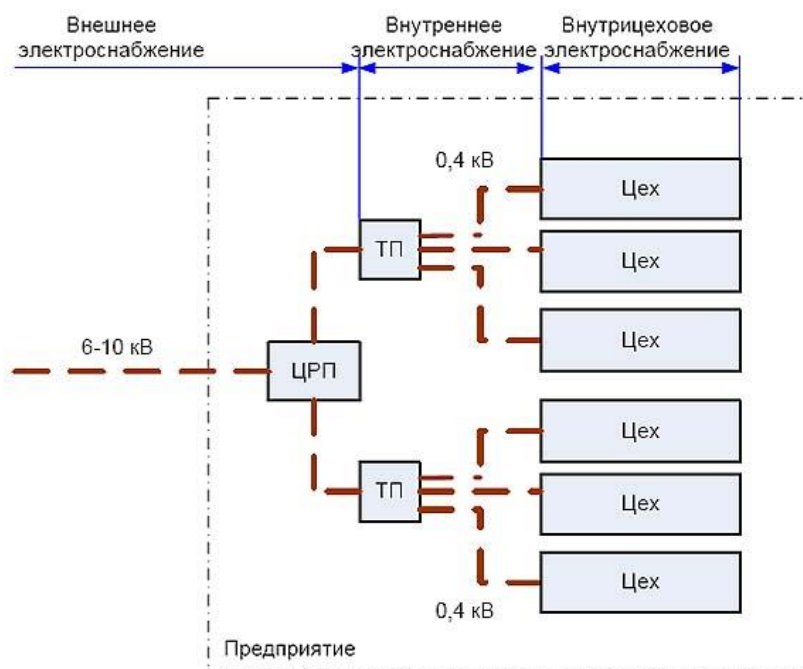 Внешнее
электроснабжение
Внутреннее
электроснабжение
Внутрицеховое
электроснабжение
0,4 кВ
Цех
ТП
Цех
Цех
6-10 кВ
ЦРП
Цех
ТП
Цех
Цех
0,4 кВ
Предприятие